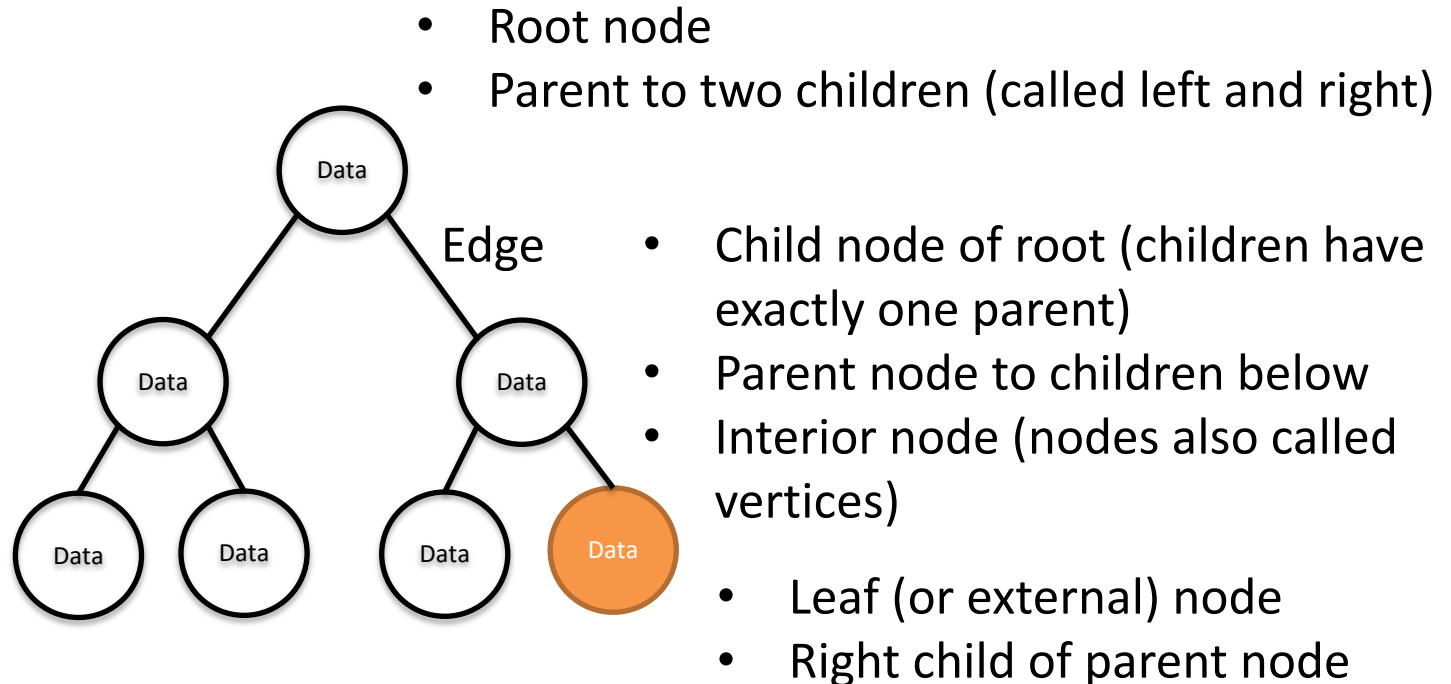 • Root node
• Parent to two children (called left and right)
Data
Edge
• Child node of root (children have
exactly one parent)
• Parent node to children below
• Interior node (nodes also called
vertices)
Data
Data
Data
Data
Data
Data
• Leaf (or external) node
• Right child of parent node